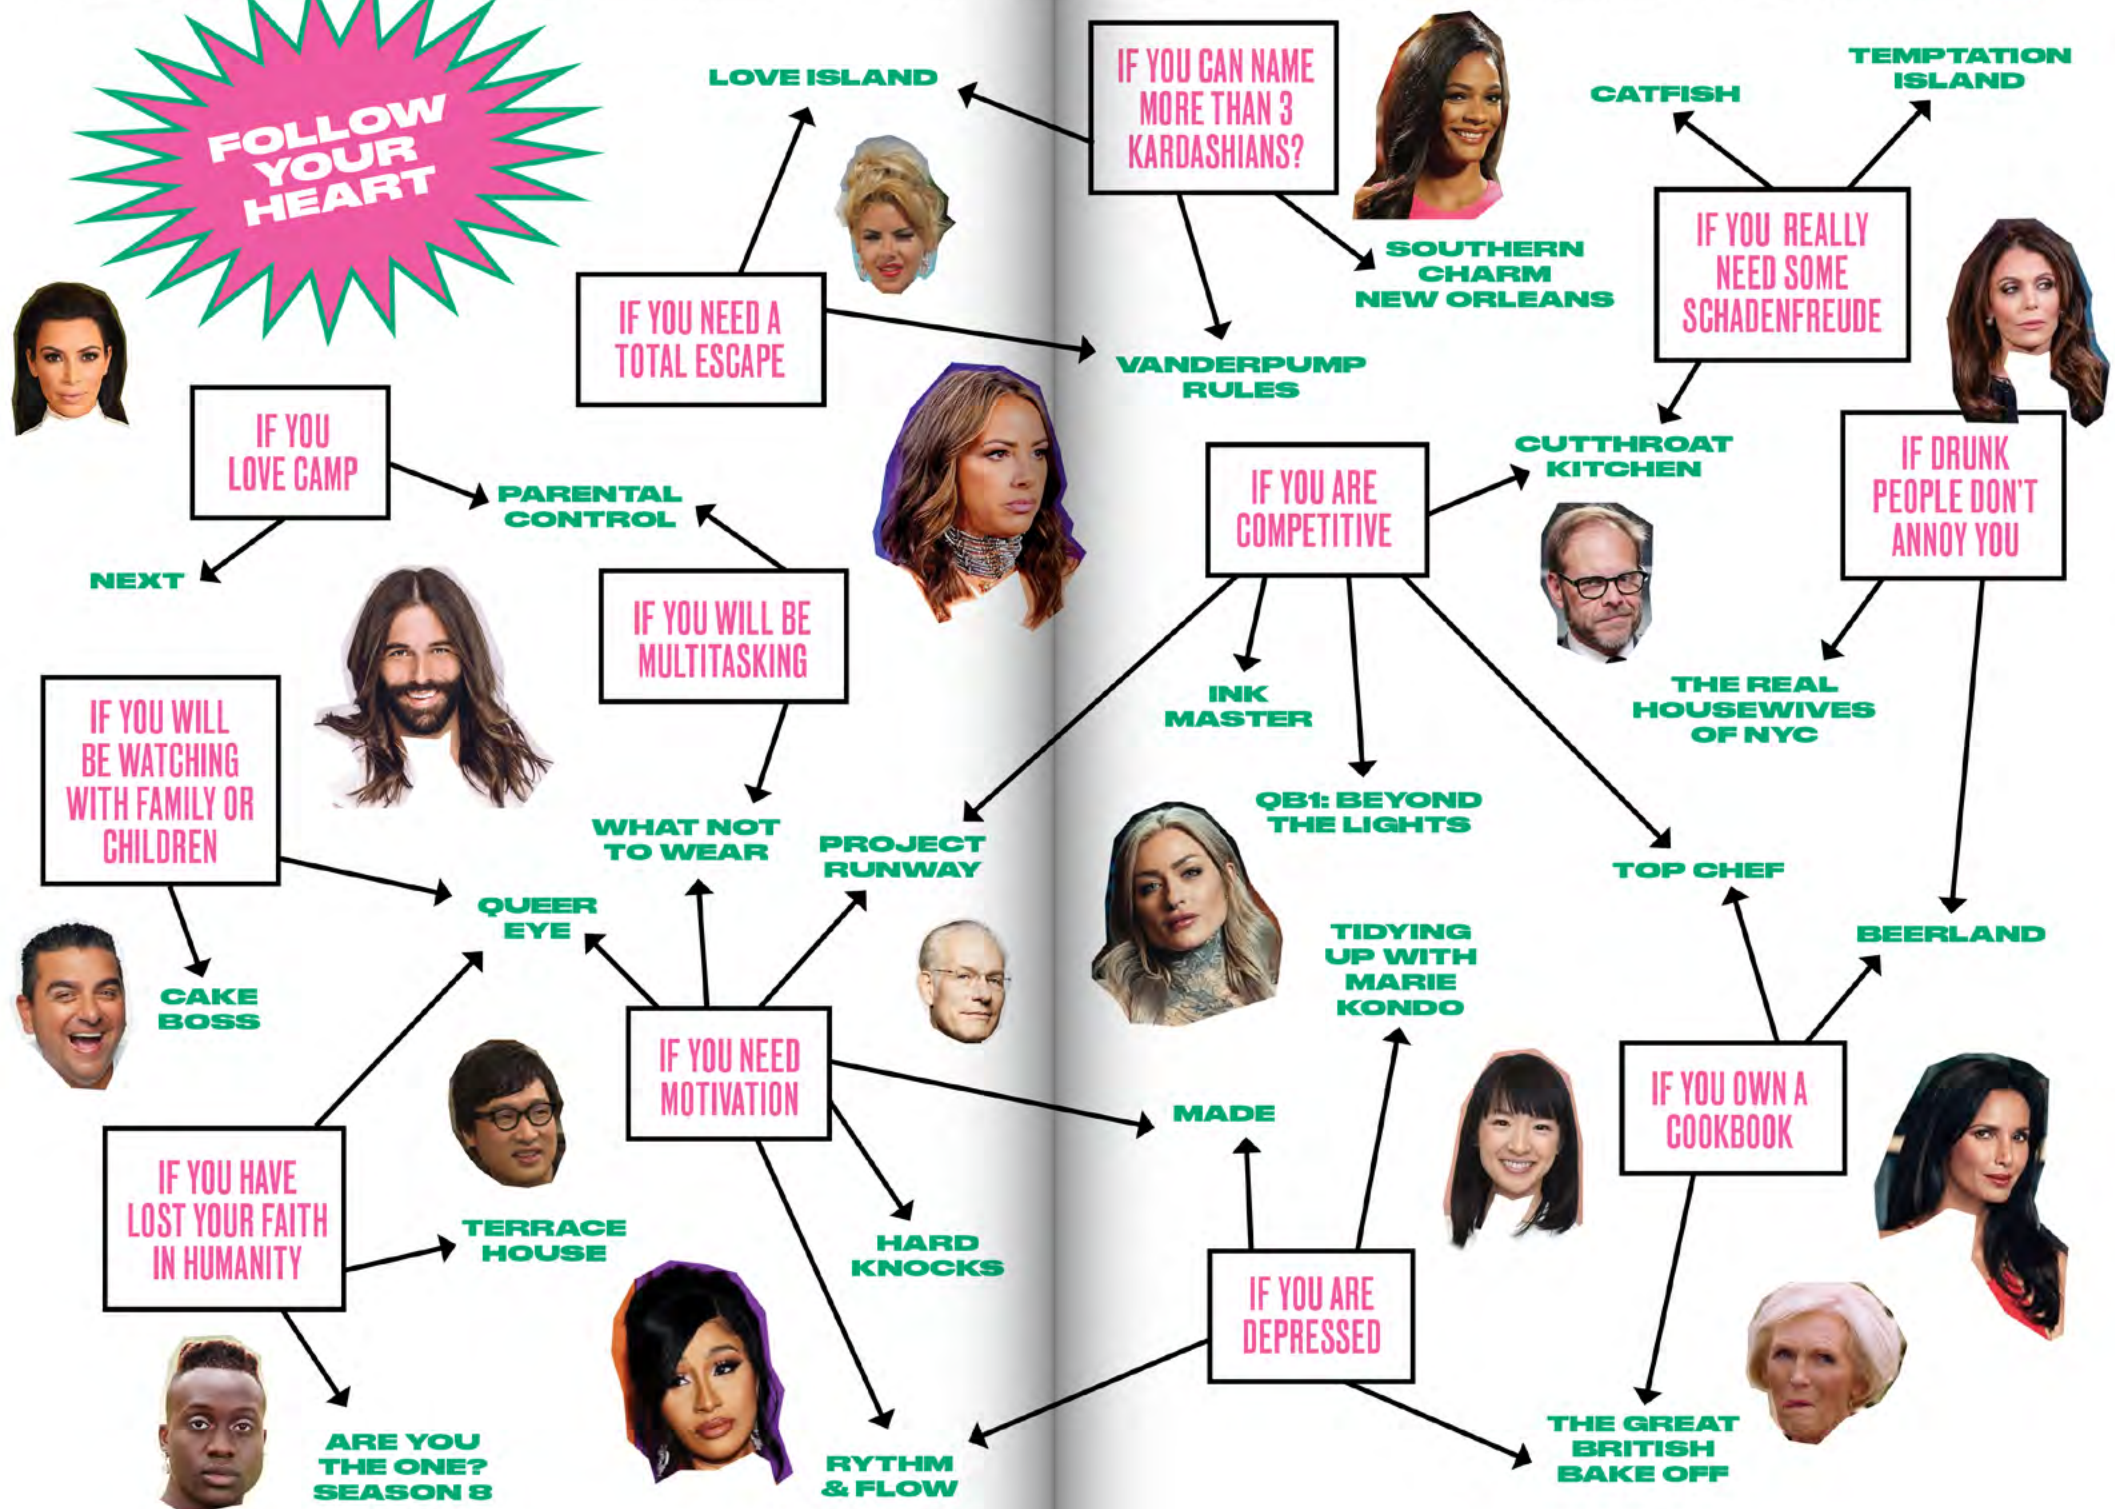 FOLLOW
YOUR
HEART
LOVE ISLAND
IF YOU NEED A
TOTAL ESCAPE
IF YOU
LOVE CAMP
PARENTAL
CONTROL
NEXT
IF YOU WILL BE
MULTITASKING
IF YOU WILL
BE WATCHING
WITH FAMILY OR
CHILDREN
WHAT NOT
TO WEAR
PROJECT
RUNWAY
QUEER
EYE
CAKE
BOSS
IF YOU NEED
MOTIVATION
IF YOU HAVE
LOST YOUR FAITH
IN HUMANITY
TERRACE
HOUSE
HARD
KNOCKS
ARE YOU
THE ONE?
SEASON 8
RYTHM
& FLOW
IF YOU CAN NAME
MORE THAN 3
KARDASHIANS?
CATFISH
TEMPTATION
ISLAND
SOUTHERN
CHARM
NEW ORLEANS
IF YOU REALLY
NEED SOME
SCHADENFREUDE
VANDERPUMP
RULES
IF YOU ARE
COMPETITIVE
CUTTHROAT
KITCHEN
IF DRUNK
PEOPLE DON'T
ANNOY YOU
INK
MASTER
THE REAL
HOUSEWIVES
OF NYC
QB1: BEYOND
THE LIGHTS
TOP CHEF
TIDYING
UP WITH
MARIE
KONDO
BEERLAND
MADE
IF YOU OWN A
COOKBOOK
IF YOU ARE
DEPRESSED
THE GREAT
BRITISH
BAKE OFF